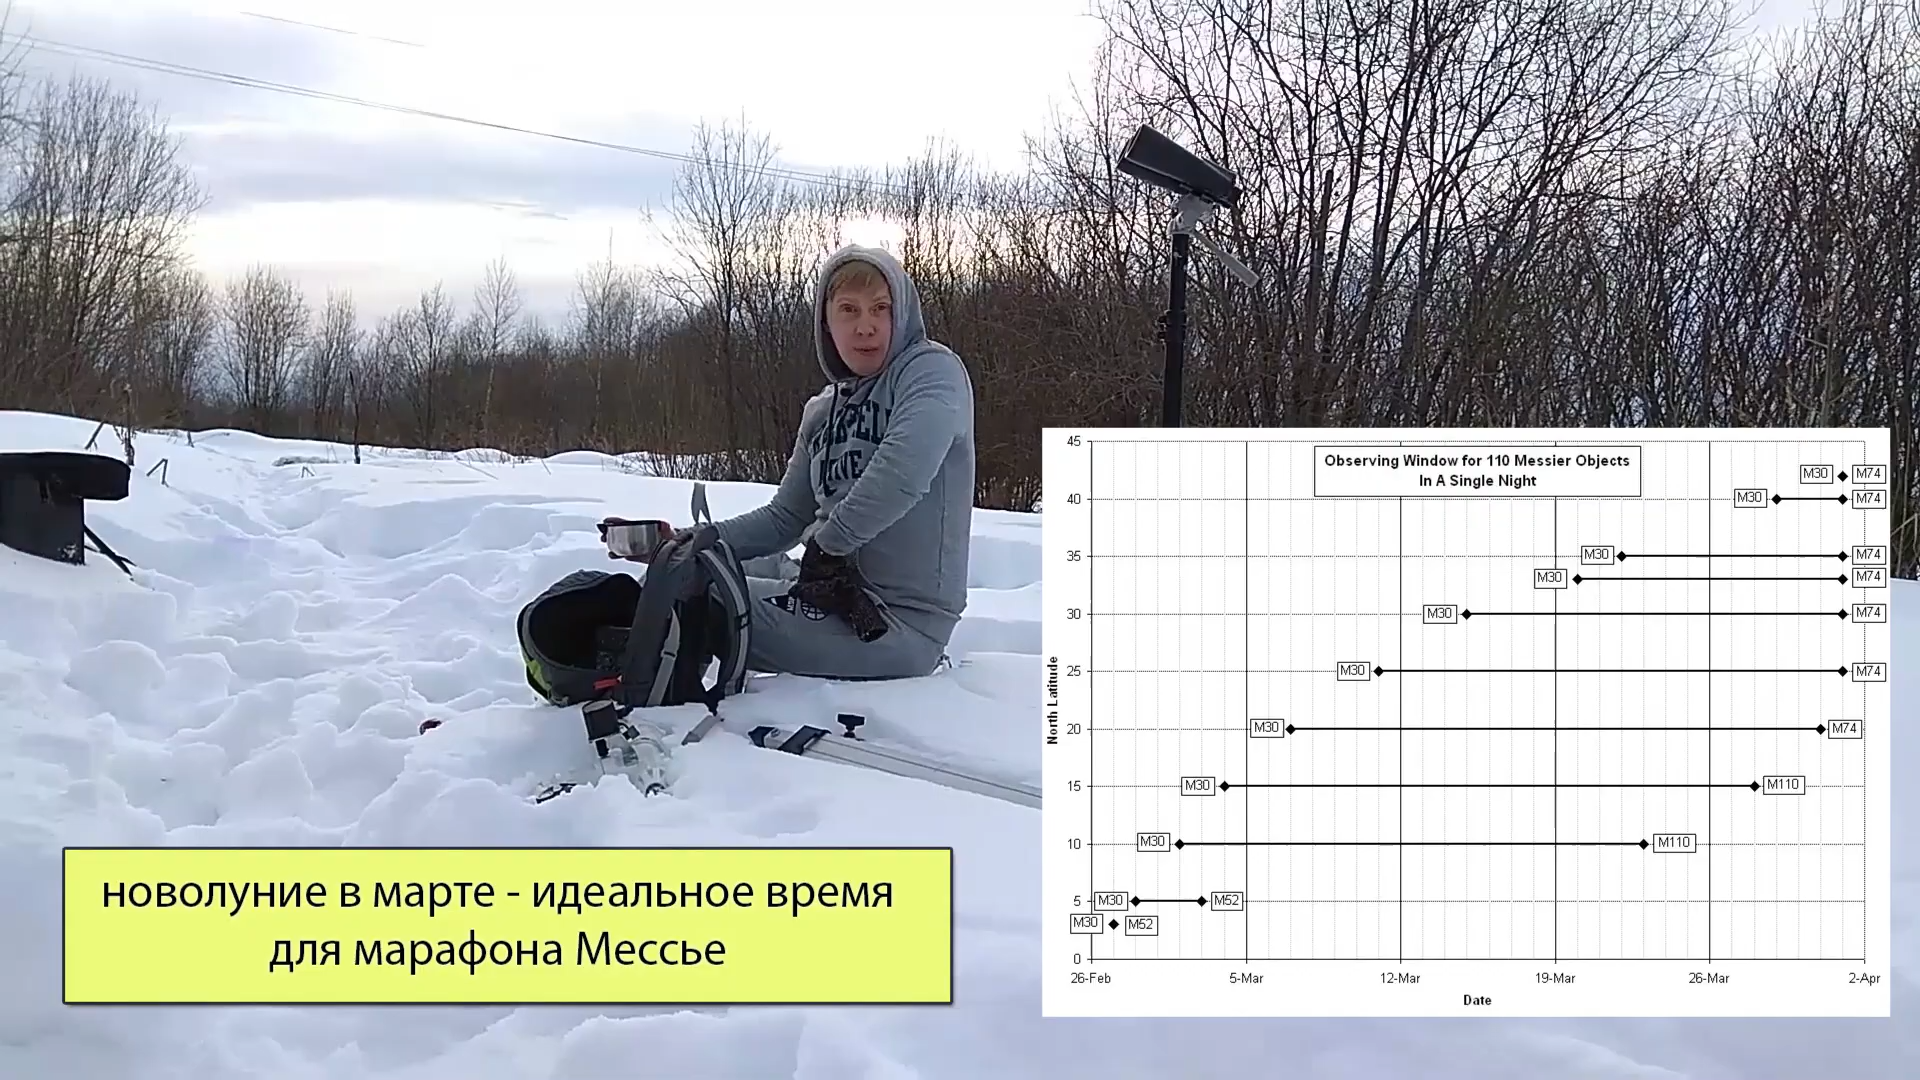 Observing Window for 110 Messier Objects
In A Single Night
45
M30 M74
40 M30 M74
35 M30 M74
M30 M74
30 M30 M74
25 M30 M74
20 M30 M74
15 M30 M110
10 M30 M110
5 M30 M52
M30 M52
0
North Latitude
26-Feb 5-Mar 12-Mar 19-Mar 26-Mar 2-Apr
Date
новолуние в марте - идеальное время
для марафона Мессье